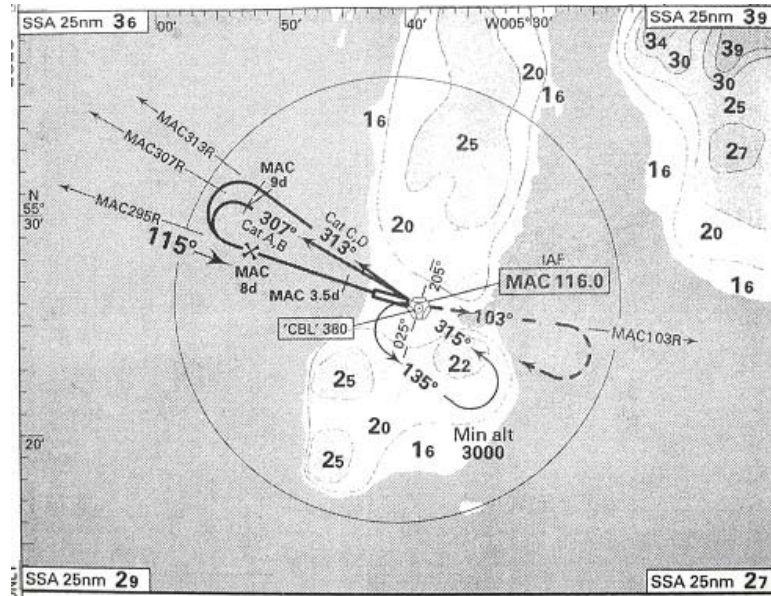 SSA 25nm 36
00'
50'
40'
W005°30'
SSA 25nm 39
34
30
39
30
25
27
16
20
16
20
16
25
20
16
MAC313R
MAC307R
MAC295R
MAC
9d
307°
Cat A,B
Cat C,D
313°
N
55°
30'
115°
MAC
8d
MAC 3.5d
205°
IAF
MAC 116.0
'CBL' 380
025°
315°
103°
MAC103R
135°
22
25
20
25
16
Min alt
3000
20'
SSA 25nm 29
SSA 25nm 27